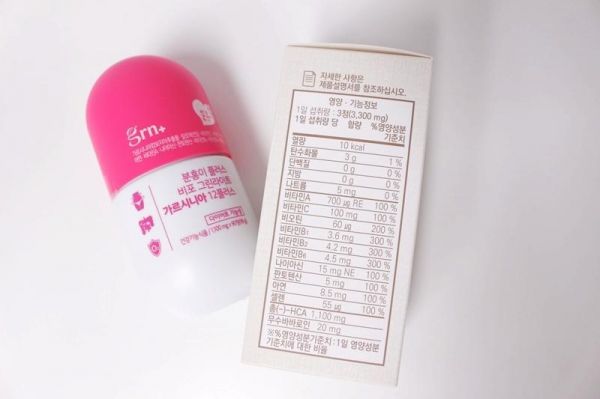 grn+
분홍이 플러스
비포 그린라이트
가르시니아 12플러스
다이어트 기능성
자세한 사항은
제품설명서를 참조하십시오.
영양·기능정보
1일 섭취량 : 3정(3,300 mg)
1일 섭취량 당 함량 %영양성분 기준치
열량 10 kcal
탄수화물 3 g 1 %
단백질 0 g 0 %
지방 0 g 0 %
나트륨 5 mg 0 %
비타민A 700 μg RE 100 %
비타민C 100 mg 100 %
비오틴 60 μg 200 %
비타민B1 3.6 mg 300 %
비타민B2 4.2 mg 300 %
비타민B6 4.5 mg 300 %
나이아신 15 mg NE 100 %
판토텐산 5 mg 100 %
아연 8.5 mg 100 %
셀렌 55 μg 100 %
총(-)-HCA 1,100 mg
무수바바로인 20 mg
※%영양성분기준치 : 1일 영양성분
기준치에 대한 비율